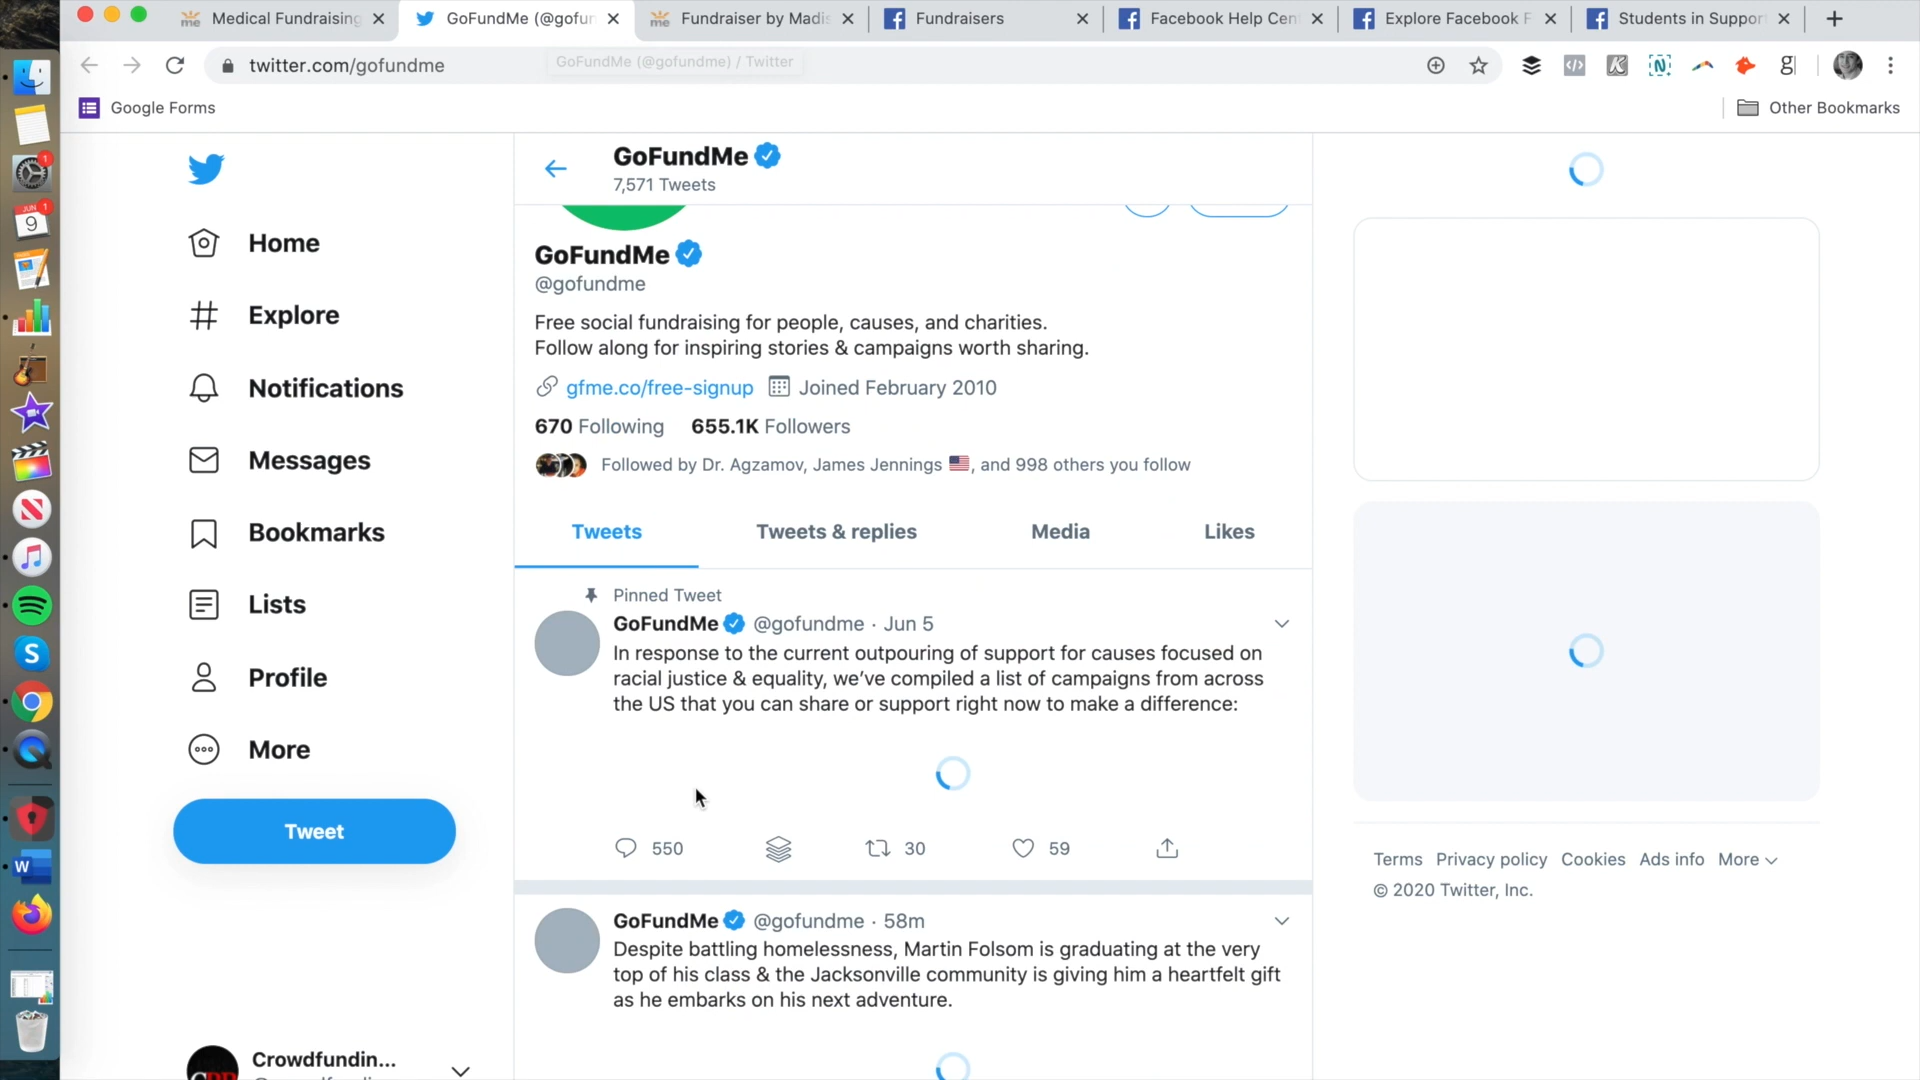 Medical Fundraising
GoFundMe (@gofun
Fundraiser by Madis
Fundraisers
Facebook Help Cen
Explore Facebook F
Students in Suppor
twitter.com/gofundme
GoFundMe (@gofundme) / Twitter
Google Forms
Other Bookmarks
GoFundMe
7,571 Tweets
Home
Explore
Notifications
Messages
Bookmarks
Lists
Profile
More
Tweet
Crowdfundin...
GoFundMe
@gofundme
Free social fundraising for people, causes, and charities.
Follow along for inspiring stories & campaigns worth sharing.
gfme.co/free-signup Joined February 2010
670 Following 655.1K Followers
Followed by Dr. Agzamov, James Jennings 🇺🇸, and 998 others you follow
Tweets Tweets & replies Media Likes
Pinned Tweet
GoFundMe @gofundme · Jun 5
In response to the current outpouring of support for causes focused on
racial justice & equality, we've compiled a list of campaigns from across
the US that you can share or support right now to make a difference:
550 30 59
GoFundMe @gofundme · 58m
Despite battling homelessness, Martin Folsom is graduating at the very
top of his class & the Jacksonville community is giving him a heartfelt gift
as he embarks on his next adventure.
Terms Privacy policy Cookies Ads info More
© 2020 Twitter, Inc.
JUN
9
1
1